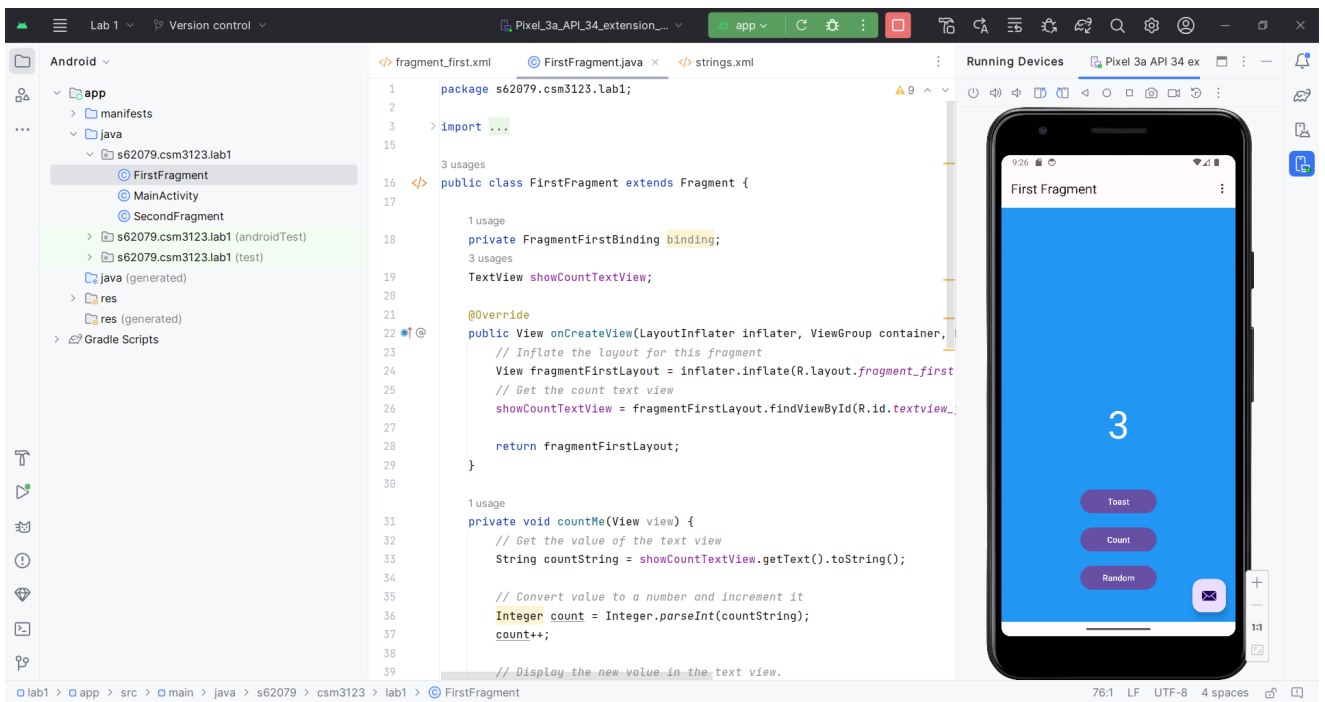 Lab 1
Version control
Pixel_3a_API_34_extension_...
app
Android
app
manifests
java
s62079.csm3123.lab1
FirstFragment
MainActivity
SecondFragment
s62079.csm3123.lab1 (androidTest)
s62079.csm3123.lab1 (test)
java (generated)
res
res (generated)
Gradle Scripts
fragment_first.xml
FirstFragment.java
strings.xml
9
1 package s62079.csm3123.lab1;
2
3 import ...
15
3 usages
16 public class FirstFragment extends Fragment {
17
1 usage
18 private FragmentFirstBinding binding;
3 usages
19 TextView showCountTextView;
20
21 @Override
22 @ public View onCreateView(LayoutInflater inflater, ViewGroup container,
23 // Inflate the layout for this fragment
24 View fragmentFirstLayout = inflater.inflate(R.layout.fragment_first
25 // Get the count text view
26 showCountTextView = fragmentFirstLayout.findViewById(R.id.textview_
27
28 return fragmentFirstLayout;
29 }
30
1 usage
31 private void countMe(View view) {
32 // Get the value of the text view
33 String countString = showCountTextView.getText().toString();
34
35 // Convert value to a number and increment it
36 Integer count = Integer.parseInt(countString);
37 count++;
38
39 // Display the new value in the text view.
Running Devices
Pixel 3a API 34 ex
9:26
First Fragment
3
Toast
Count
Random
1:1
lab1 > app > src > main > java > s62079 > csm3123 > lab1 > FirstFragment
76:1 LF UTF-8 4 spaces